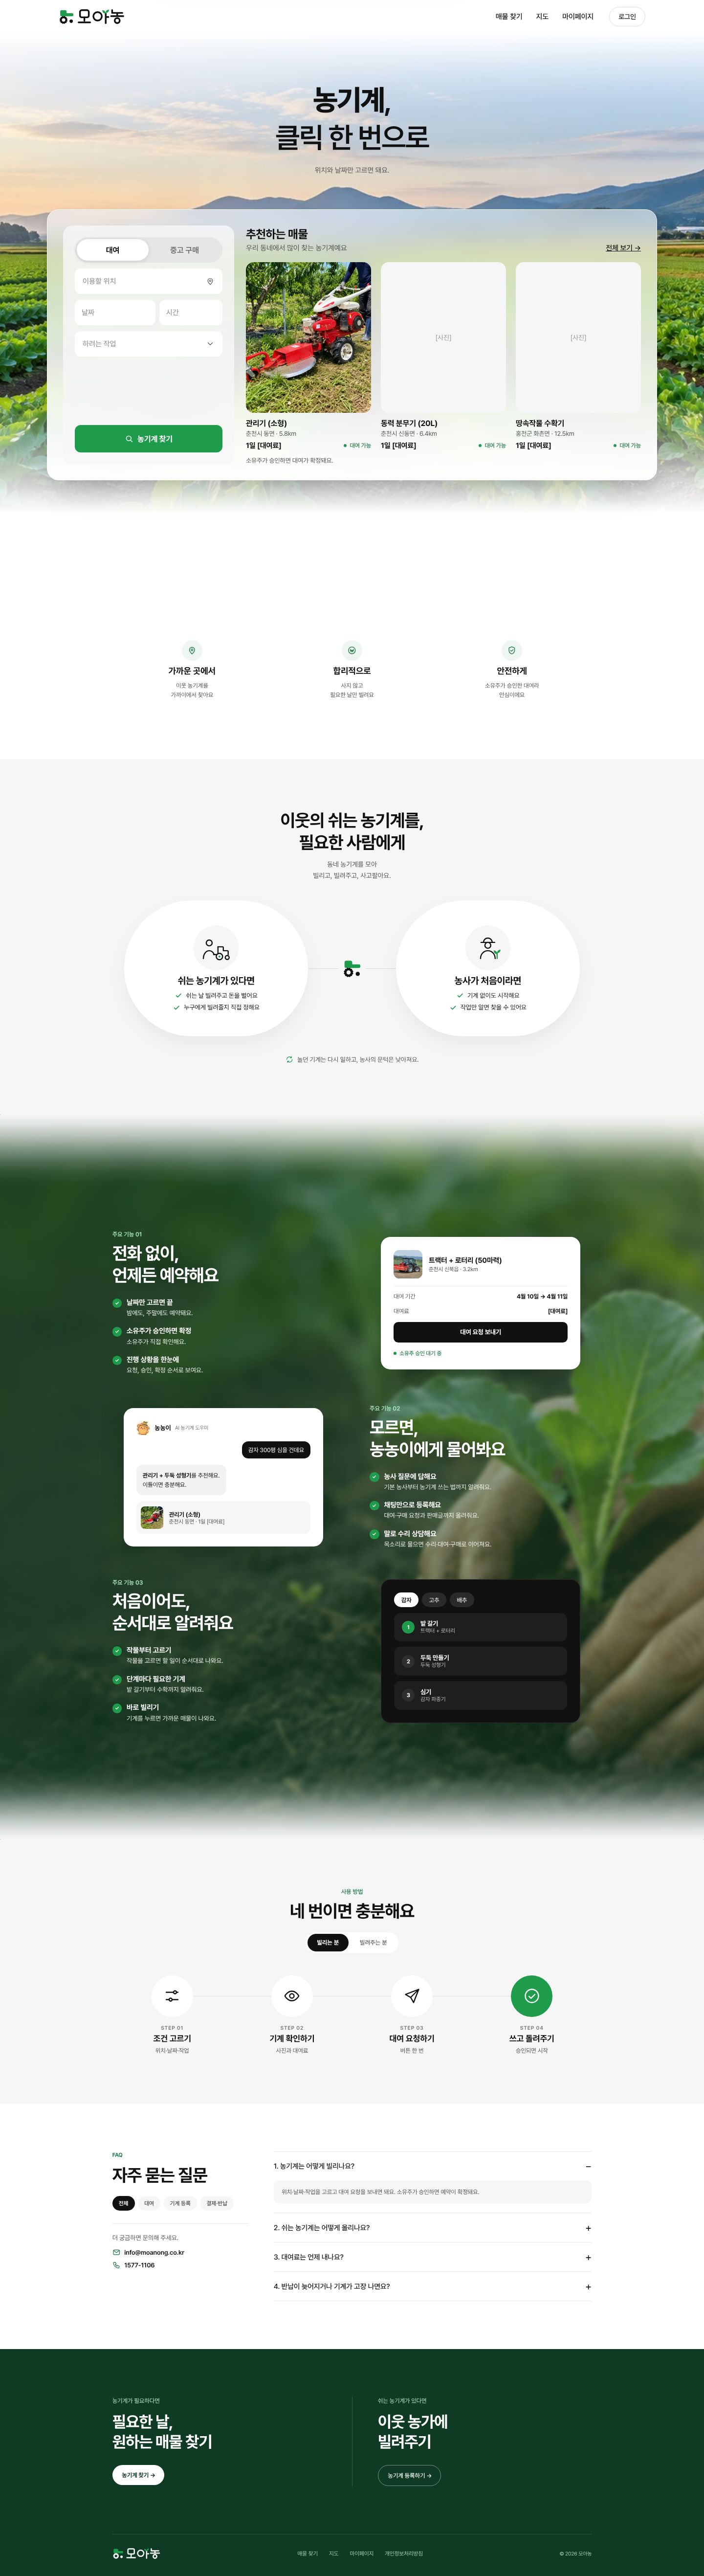 모아농
매물 찾기
지도
마이페이지
로그인
농기계,
클릭 한 번으로
위치와 날짜만 고르면 돼요.
대여
중고 구매
이용할 위치
날짜
시간
하려는 작업
농기계 찾기
추천하는 매물
우리 동네에서 많이 찾는 농기계예요
전체 보기 →
[사진]
[사진]
관리기 (소형)
춘천시 동면 · 5.8km
1일 [대여료]
대여 가능
동력 분무기 (20L)
춘천시 신동면 · 6.4km
1일 [대여료]
대여 가능
땅속작물 수확기
홍천군 화촌면 · 12.5km
1일 [대여료]
대여 가능
소유주가 승인하면 대여가 확정돼요.
가까운 곳에서
이웃 농기계를
가까이에서 찾아요
합리적으로
사지 않고
필요한 날만 빌려요
안전하게
소유주가 승인한 대여라
안심이에요
이웃의 쉬는 농기계를,
필요한 사람에게
동네 농기계를 모아
빌리고, 빌려주고, 사고팔아요.
쉬는 농기계가 있다면
쉬는 날 빌려주고 돈을 벌어요
누구에게 빌려줄지 직접 정해요
농사가 처음이라면
기계 없이도 시작해요
작업만 알면 찾을 수 있어요
놀던 기계는 다시 일하고, 농사의 문턱은 낮아져요.
주요 기능 01
전화 없이,
언제든 예약해요
날짜만 고르면 끝
밤에도, 주말에도 예약돼요.
소유주가 승인하면 확정
소유주가 직접 확인해요.
진행 상황을 한눈에
요청, 승인, 확정 순서로 보여요.
트랙터 + 로터리 (50마력)
춘천시 신북읍 · 3.2km
대여 기간
4월 10일 → 4월 11일
대여료
[대여료]
대여 요청 보내기
소유주 승인 대기 중
농농이
AI 농기계 도우미
감자 300평 심을 건데요
관리기 + 두둑 성형기를 추천해요.
이틀이면 충분해요.
관리기 (소형)
춘천시 동면 · 1일 [대여료]
주요 기능 02
모르면,
농농이에게 물어봐요
농사 질문에 답해요
기본 농사부터 농기계 쓰는 법까지 알려줘요.
채팅만으로 등록해요
대여·구매 요청과 판매글까지 올려줘요.
말로 수리 상담해요
목소리로 물으면 수리·대여·구매로 이어져요.
주요 기능 03
처음이어도,
순서대로 알려줘요
작물부터 고르기
작물을 고르면 할 일이 순서대로 나와요.
단계마다 필요한 기계
밭 갈기부터 수확까지 알려줘요.
바로 빌리기
기계를 누르면 가까운 매물이 나와요.
감자
고추
배추
1
밭 갈기
트랙터 + 로터리
2
두둑 만들기
두둑 성형기
3
심기
감자 파종기
사용 방법
네 번이면 충분해요
빌리는 분
빌려주는 분
STEP 01
조건 고르기
위치·날짜·작업
STEP 02
기계 확인하기
사진과 대여료
STEP 03
대여 요청하기
버튼 한 번
STEP 04
쓰고 돌려주기
승인되면 시작
FAQ
자주 묻는 질문
전체
대여
기계 등록
결제·반납
더 궁금하면 문의해 주세요.
info@moanong.co.kr
1577-1106
1. 농기계는 어떻게 빌리나요?
위치·날짜·작업을 고르고 대여 요청을 보내면 돼요. 소유주가 승인하면 예약이 확정돼요.
2. 쉬는 농기계는 어떻게 올리나요?
3. 대여료는 언제 내나요?
4. 반납이 늦어지거나 기계가 고장 나면요?
농기계가 필요하다면
필요한 날,
원하는 매물 찾기
농기계 찾기 →
쉬는 농기계가 있다면
이웃 농가에
빌려주기
농기계 등록하기 →
모아농
매물 찾기
지도
마이페이지
개인정보처리방침
© 2026 모아농